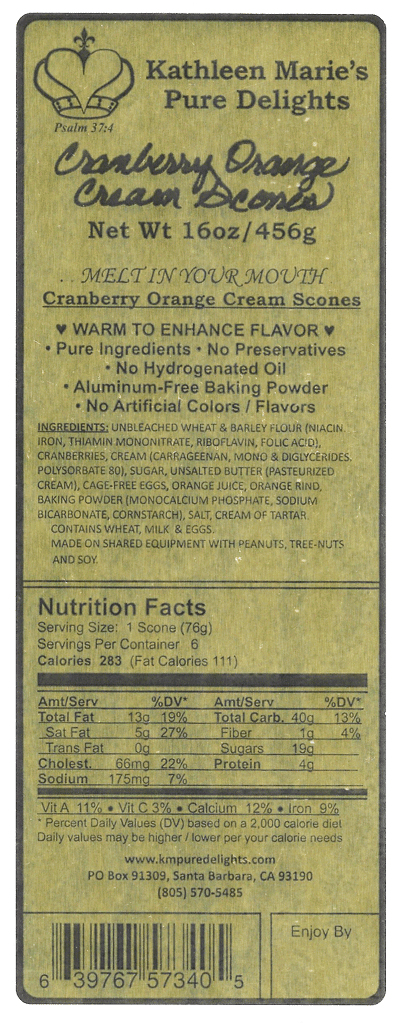 Kathleen Marie's
Pure Delights
Psalm 37:4
Cranberry Orange
Cream Scones
Net Wt 16oz/456g
. . MELT IN YOUR MOUTH
Cranberry Orange Cream Scones
♥ WARM TO ENHANCE FLAVOR ♥
• Pure Ingredients • No Preservatives
• No Hydrogenated Oil
• Aluminum-Free Baking Powder
• No Artificial Colors / Flavors
INGREDIENTS: UNBLEACHED WHEAT & BARLEY FLOUR (NIACIN.
IRON, THIAMIN MONONITRATE, RIBOFLAVIN, FOLIC ACID),
CRANBERRIES, CREAM (CARRAGEENAN, MONO & DIGLYCERIDES.
POLYSORBATE 80), SUGAR, UNSALTED BUTTER (PASTEURIZED
CREAM), CAGE-FREE EGGS, ORANGE JUICE, ORANGE RIND,
BAKING POWDER (MONOCALCIUM PHOSPHATE, SODIUM
BICARBONATE, CORNSTARCH), SALT, CREAM OF TARTAR.
CONTAINS WHEAT, MILK & EGGS.
MADE ON SHARED EQUIPMENT WITH PEANUTS, TREE-NUTS
AND SOY.
Nutrition Facts
Serving Size: 1 Scone (76g)
Servings Per Container 6
Calories 283 (Fat Calories 111)
Amt/Serv %DV* Amt/Serv %DV*
Total Fat 13g 19% Total Carb. 40g 13%
Sat Fat 5g 27% Fiber 1g 4%
Trans Fat 0g Sugars 19g
Cholest. 66mg 22% Protein 4g
Sodium 175mg 7%
Vit A 11% • Vit C 3% • Calcium 12% • Iron 9%
* Percent Daily Values (DV) based on a 2,000 calorie diet
Daily values may be higher / lower per your calorie needs
www.kmpuredelights.com
PO Box 91309, Santa Barbara, CA 93190
(805) 570-5485
Enjoy By
6 39767 57340 5